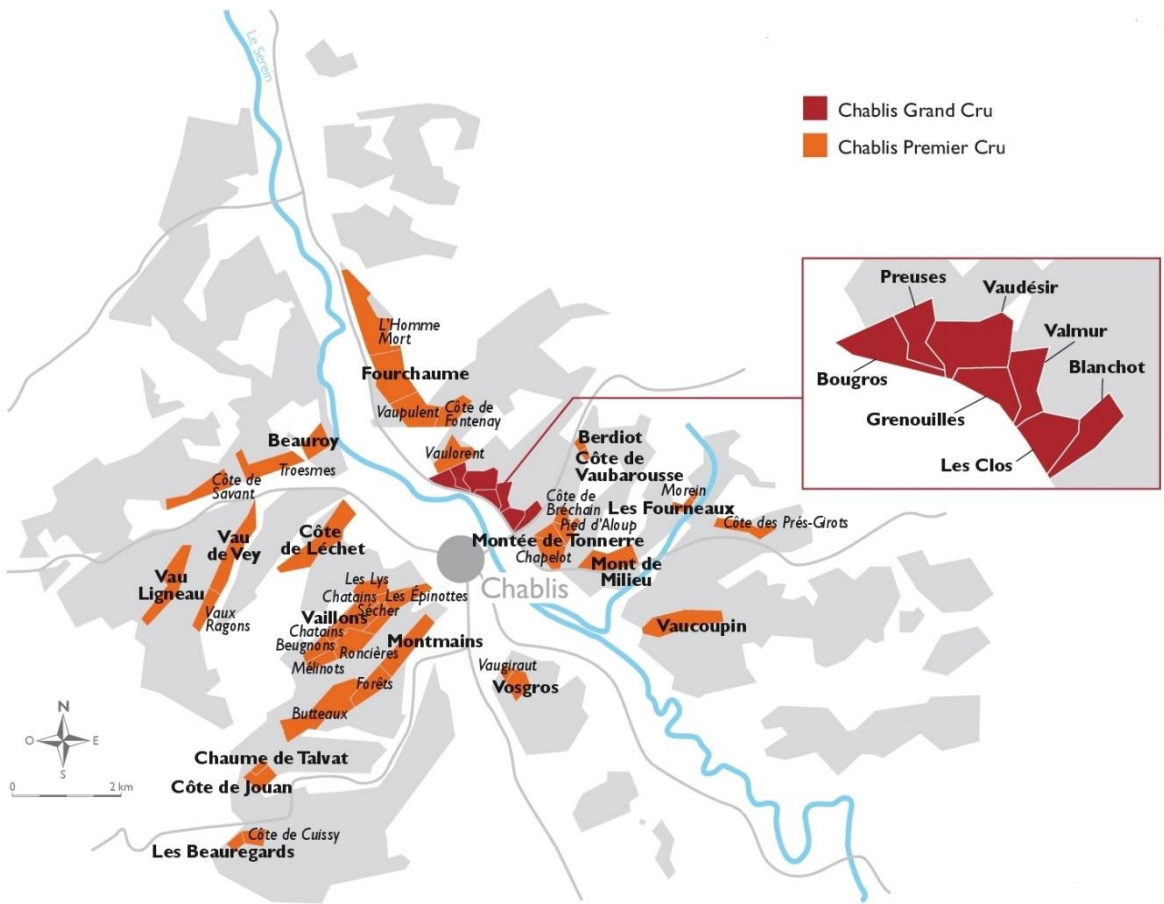 Le Serein
Chablis Grand Cru
Chablis Premier Cru
Preuses
Vaudésir
Valmur
Blanchot
Bougros
Grenouilles
Les Clos
L'Homme
Mort
Fourchaume
Vaupulent
Côte de
Fontenay
Vaulorent
Beauroy
Troesmes
Côte de
Savant
Berdiot
Côte de
Vaubarousse
Morein
Les Fourneaux
Côte des Prés-Girots
Côte de
Bréchain
Pied d'Aloup
Montée de Tonnerre
Chapelot
Mont de
Milieu
Vau
de Vey
Côte
de Léchet
Vau
Ligneau
Vaux
Ragons
Chablis
Les Lys
Chatains
Les Épinottes
Sécher
Vaillons
Chatains
Beugnons
Roncières
Mélinots
Montmains
Forêts
Butteaux
Vaucoupin
Vaugiraut
Vosgros
Chaume de Talvat
Côte de Jouan
Côte de Cuissy
Les Beauregards
N
O
E
S
0
2 km